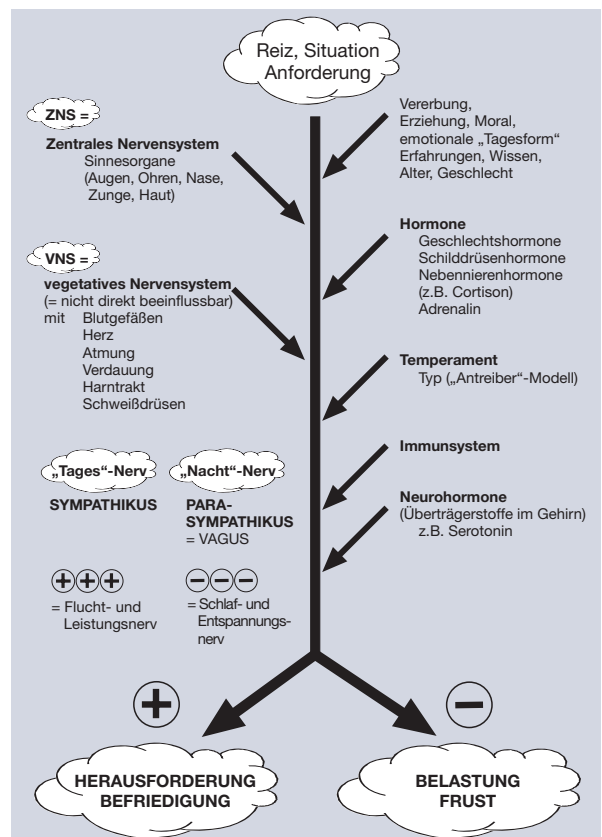 Reiz, Situation
Anforderung
ZNS =
Zentrales Nervensystem
Sinnesorgane
(Augen, Ohren, Nase,
Zunge, Haut)
VNS =
vegetatives Nervensystem
(= nicht direkt beeinflussbar)
mit Blutgefäßen
Herz
Atmung
Verdauung
Harntrakt
Schweißdrüsen
„Tages“-Nerv
SYMPATHIKUS
+ + +
= Flucht- und
Leistungsnerv
„Nacht“-Nerv
PARA-
SYMPATHIKUS
= VAGUS
− − −
= Schlaf- und
Entspannungs-
nerv
Vererbung,
Erziehung, Moral,
emotionale „Tagesform“
Erfahrungen, Wissen,
Alter, Geschlecht
Hormone
Geschlechtshormone
Schilddrüsenhormone
Nebennierenhormone
(z.B. Cortison)
Adrenalin
Temperament
Typ („Antreiber“-Modell)
Immunsystem
Neurohormone
(Überträgerstoffe im Gehirn)
z.B. Serotonin
+
HERAUSFORDERUNG
BEFRIEDIGUNG
−
BELASTUNG
FRUST